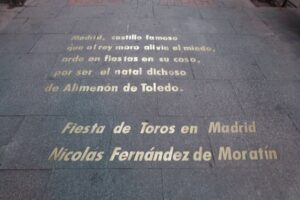 Madrid, castillo famoso
que al rey moro alivia el miedo,
arde en fiestas en su coso,
por ser el natal dichoso
de Alimenón de Toledo.
Fiesta de Toros en Madrid
Nicolas Fernández de Moratín